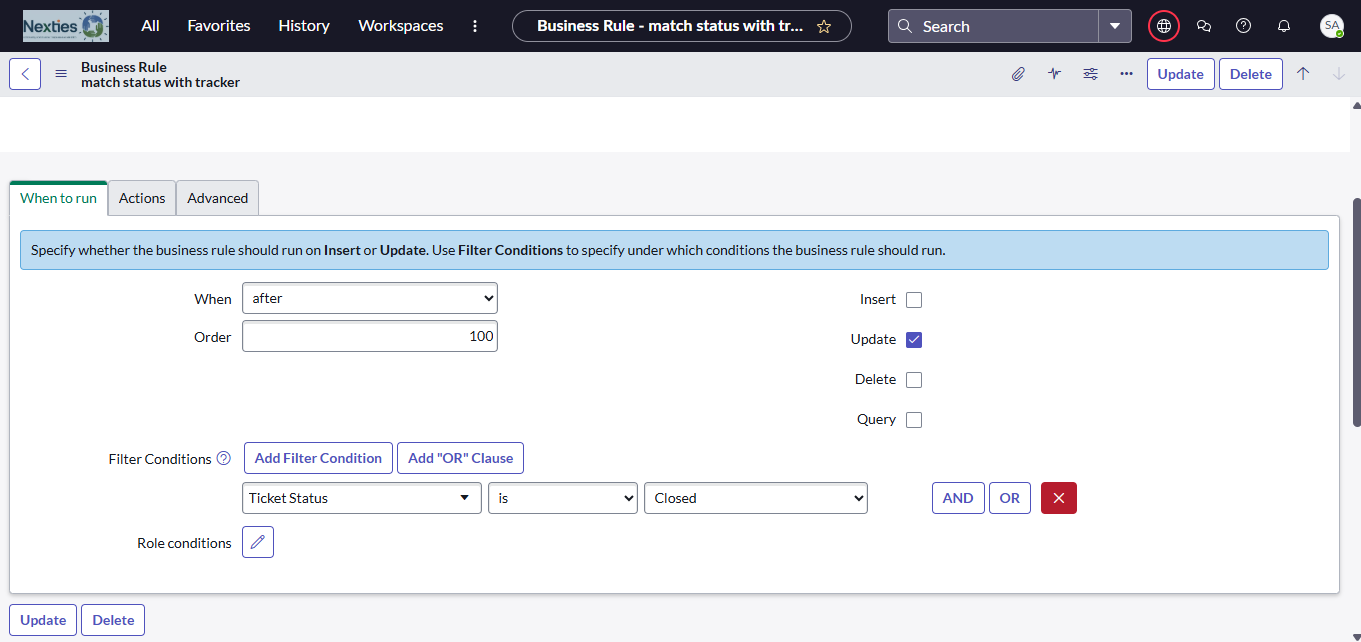 Nexties
All Favorites History Workspaces Business Rule - match status with tr... Search SA
Business Rule
match status with tracker
Update Delete
When to run Actions Advanced
Specify whether the business rule should run on Insert or Update. Use Filter Conditions to specify under which conditions the business rule should run.
When after Insert
Order 100
Update
Delete
Query
Filter Conditions Add Filter Condition Add "OR" Clause
Ticket Status is Closed AND OR
Role conditions
Update Delete